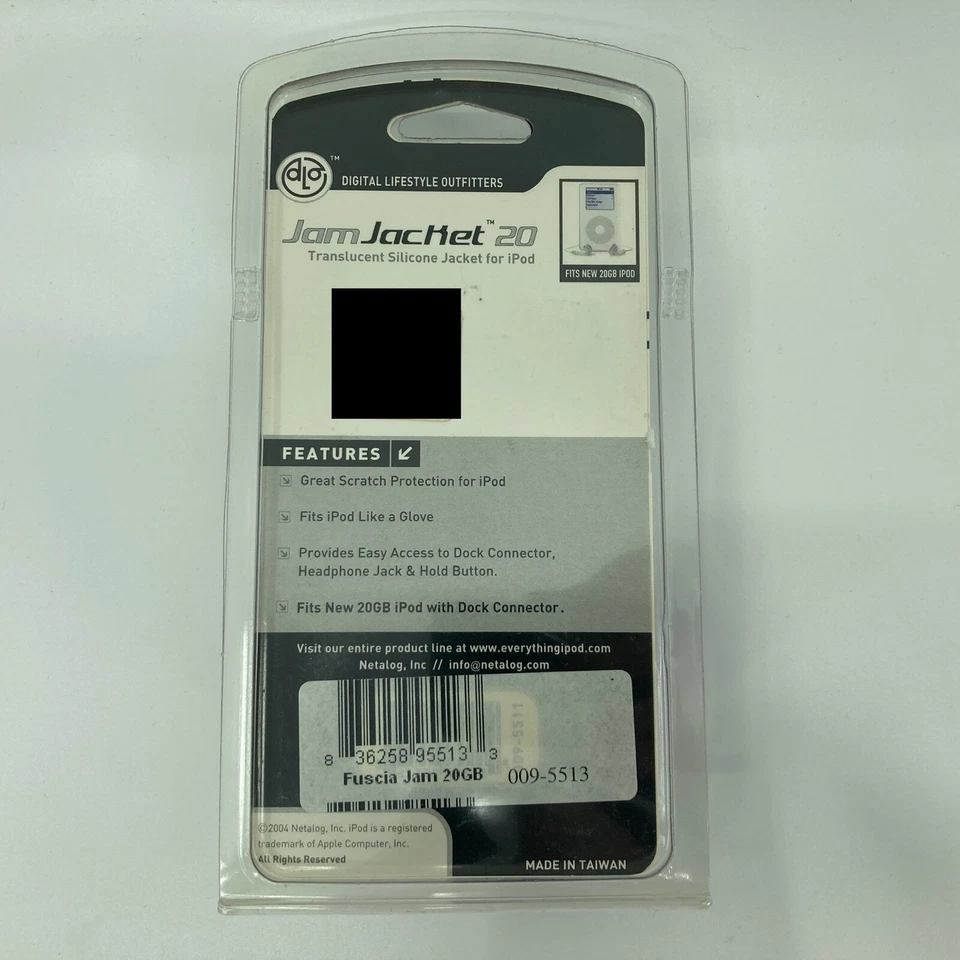 dlo™
DIGITAL LIFESTYLE OUTFITTERS
JamJacket™ 20
Translucent Silicone Jacket for iPod
FITS NEW 20GB IPOD
FEATURES
Great Scratch Protection for iPod
Fits iPod Like a Glove
Provides Easy Access to Dock Connector,
Headphone Jack & Hold Button.
Fits New 20GB iPod with Dock Connector.
Visit our entire product line at www.everythingipod.com
Netalog, Inc // info@netalog.com
009-5511
8 36258 95513 3
Fuscia Jam 20GB 009-5513
©2004 Netalog, Inc. iPod is a registered
trademark of Apple Computer, Inc.
All Rights Reserved
MADE IN TAIWAN